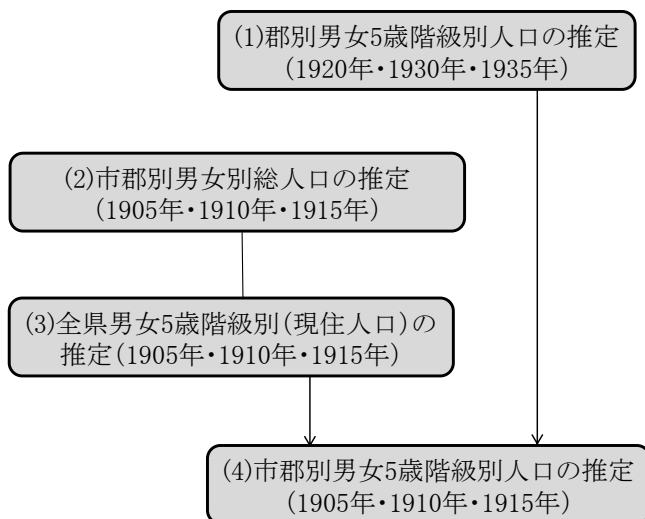 (1)郡別男女5歳階級別人口の推定
(1920年・1930年・1935年)
(2)市郡別男女別総人口の推定
(1905年・1910年・1915年)
(3)全県男女5歳階級別(現住人口)の
推定(1905年・1910年・1915年)
(4)市郡別男女5歳階級別人口の推定
(1905年・1910年・1915年)